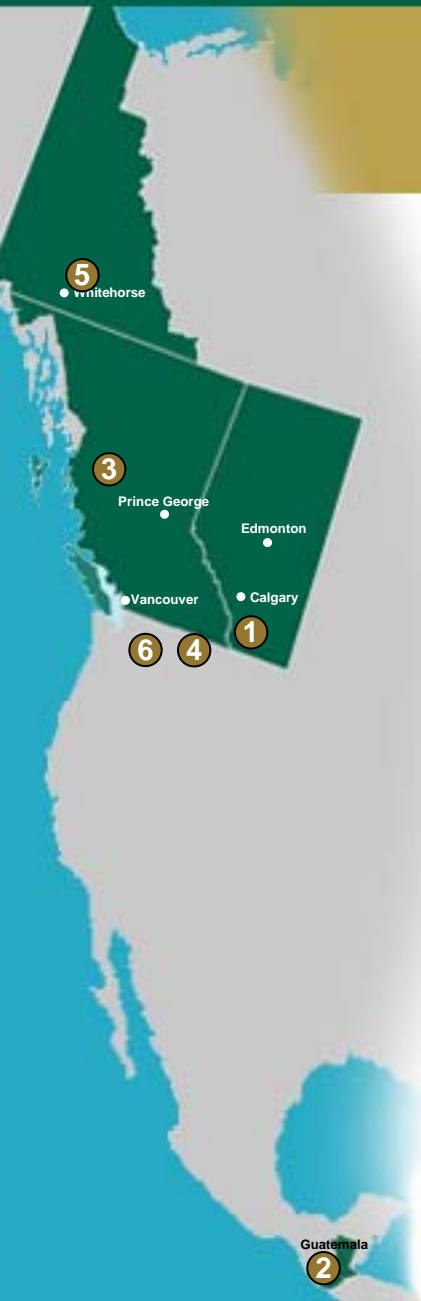 5
Whitehorse
3
Prince George
Edmonton
Vancouver
Calgary
1
6
4
Guatemala
2